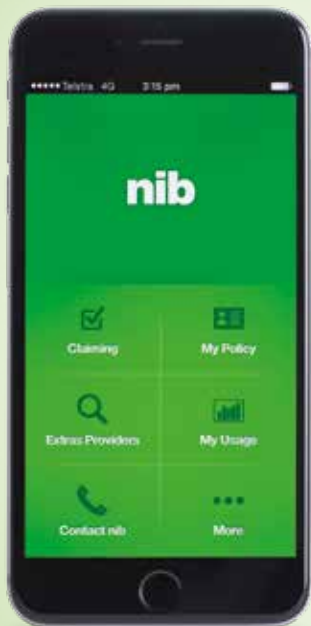 Telstra 4G 3:15 pm
nib
Claiming
My Policy
Extras Providers
My Usage
Contact nib
More